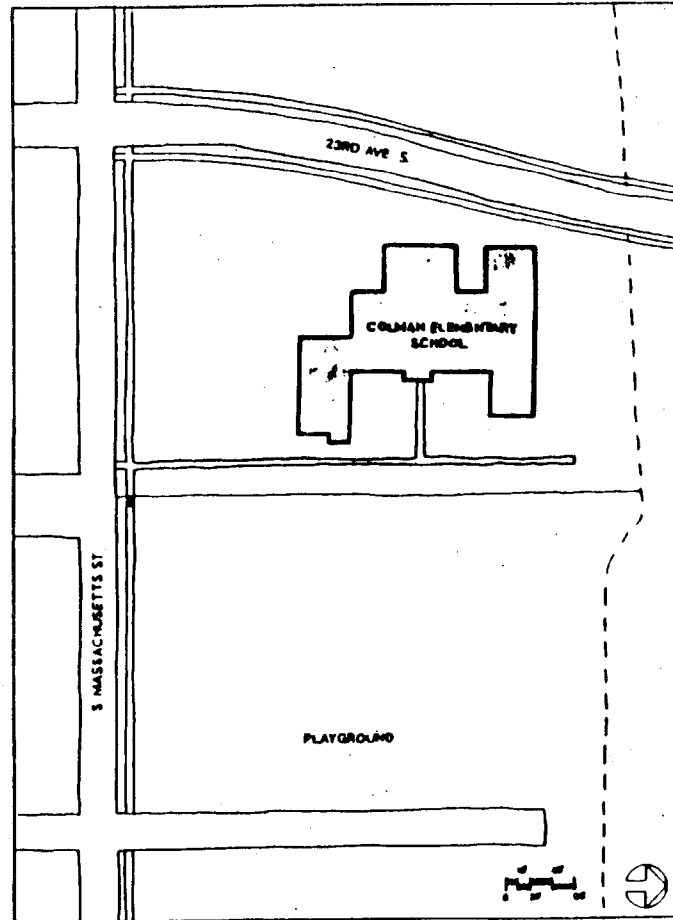 23RD AVE S.
COLMAN ELEMENTARY
SCHOOL
S MASSACHUSETTS ST
PLAYGROUND